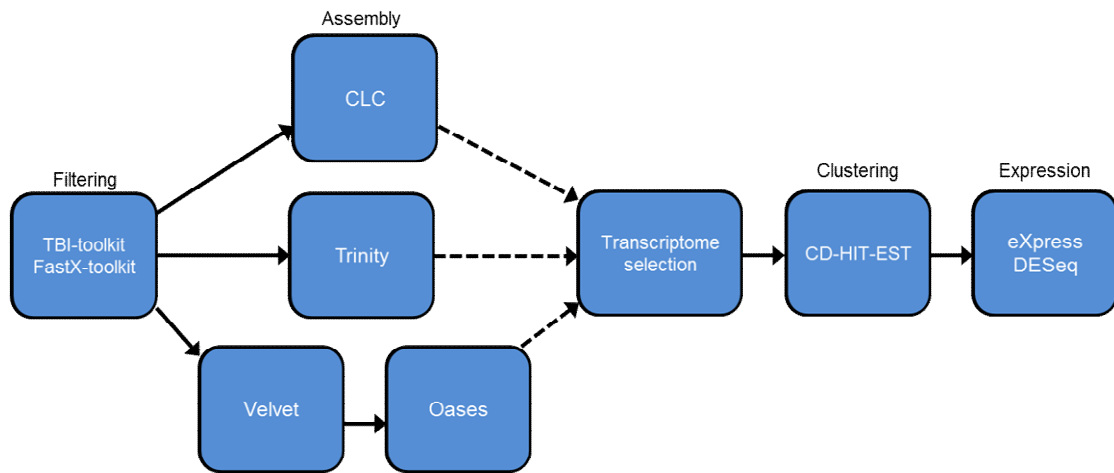 Assembly
CLC
Filtering
TBI-toolkit
FastX-toolkit
Trinity
Velvet
Oases
Transcriptome
selection
Clustering
CD-HIT-EST
Expression
eXpress
DESeq